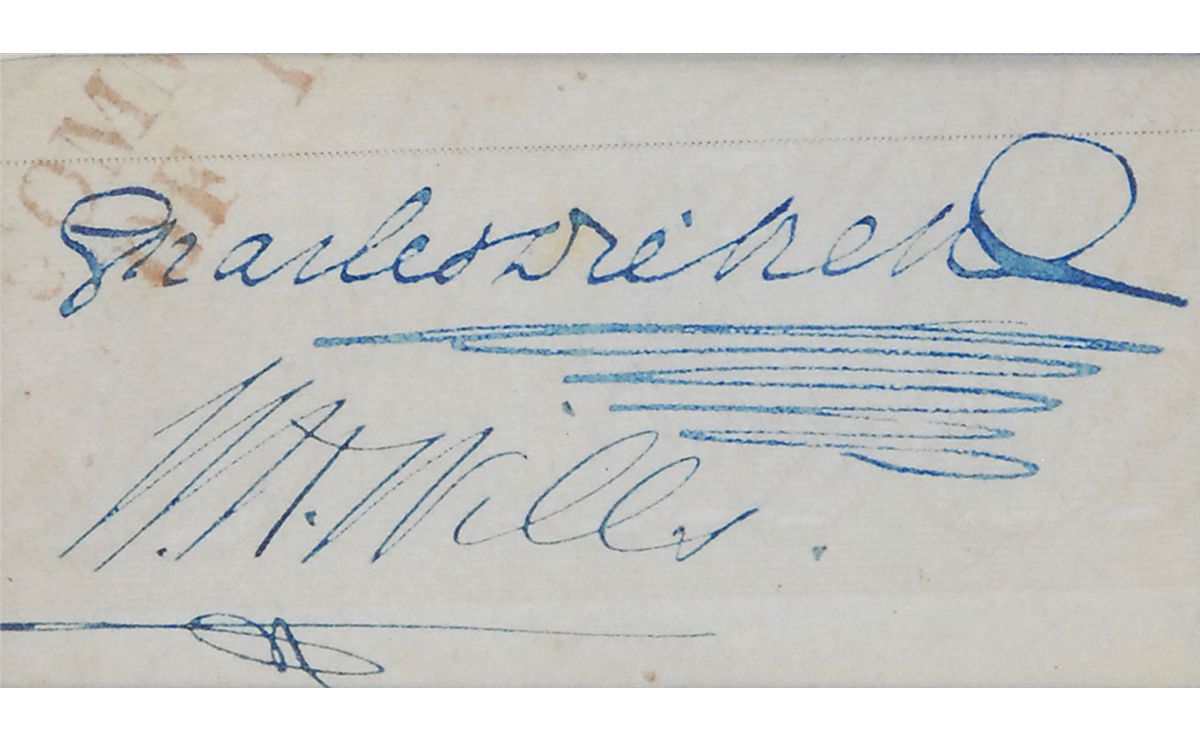 Charles Dickens
W. H. Wills.